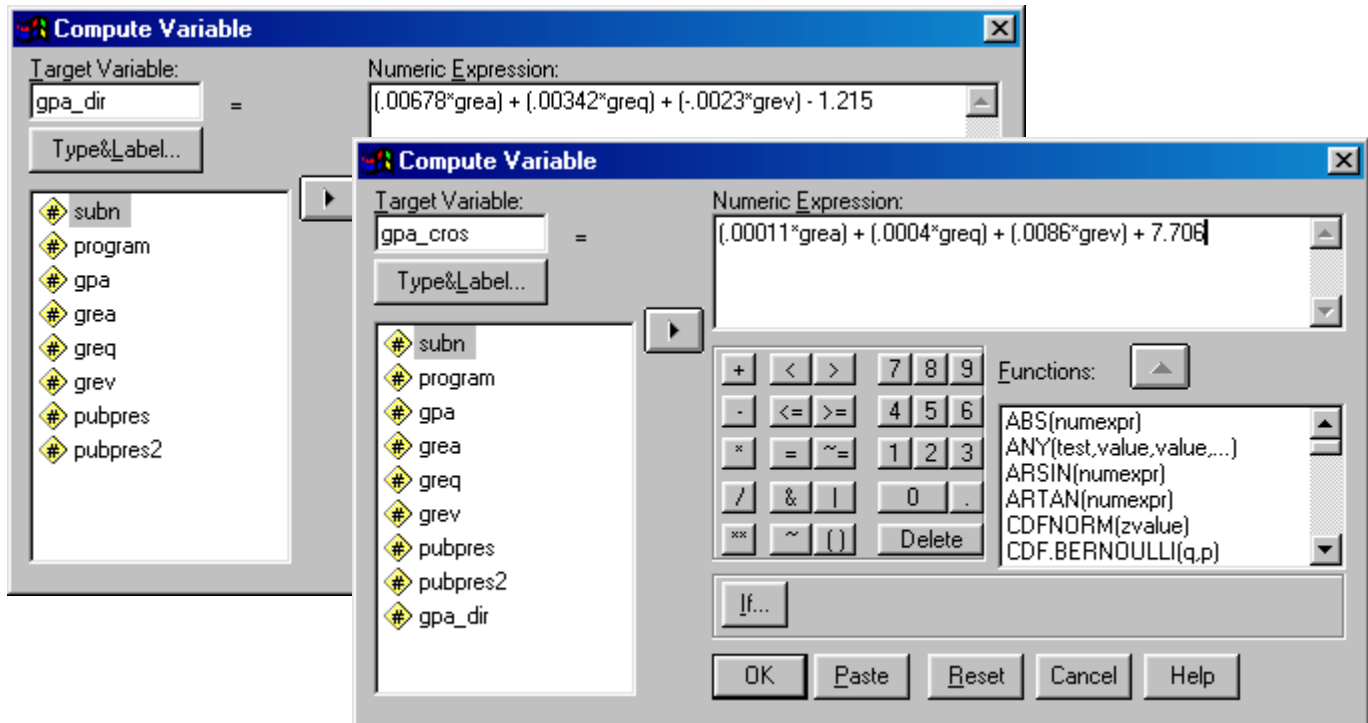 Compute Variable
Target Variable:
gpa_dir
=
Numeric Expression:
(.00678*grea) + (.00342*greq) + (-.0023*grev) - 1.215
Type&Label...
subn
program
gpa
grea
greq
grev
pubpres
pubpres2
Compute Variable
Target Variable:
gpa_cros
=
Numeric Expression:
(.00011*grea) + (.0004*greq) + (.0086*grev) + 7.706
Type&Label...
subn
program
gpa
grea
greq
grev
pubpres
pubpres2
gpa_dir
+ < > 7 8 9
- <= >= 4 5 6
* = ~= 1 2 3
/ & | 0 .
** ~ () Delete
Functions:
ABS(numexpr)
ANY(test,value,value,...)
ARSIN(numexpr)
ARTAN(numexpr)
CDFNORM(zvalue)
CDF.BERNOULLI(q,p)
If...
OK Paste Reset Cancel Help